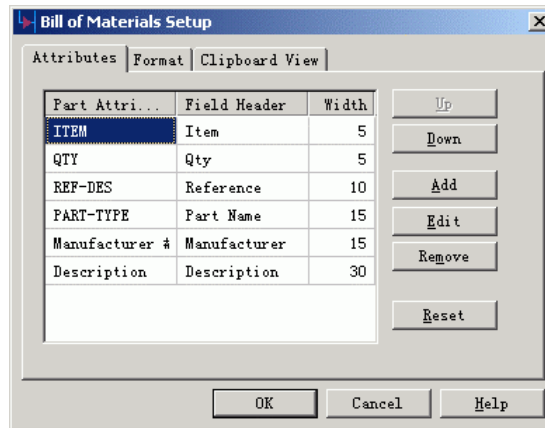 Bill of Materials Setup
Attributes Format Clipboard View
Part Attri... Field Header Width
ITEM Item 5
QTY Qty 5
REF-DES Reference 10
PART-TYPE Part Name 15
Manufacturer # Manufacturer 15
Description Description 30
Up
Down
Add
Edit
Remove
Reset
OK Cancel Help